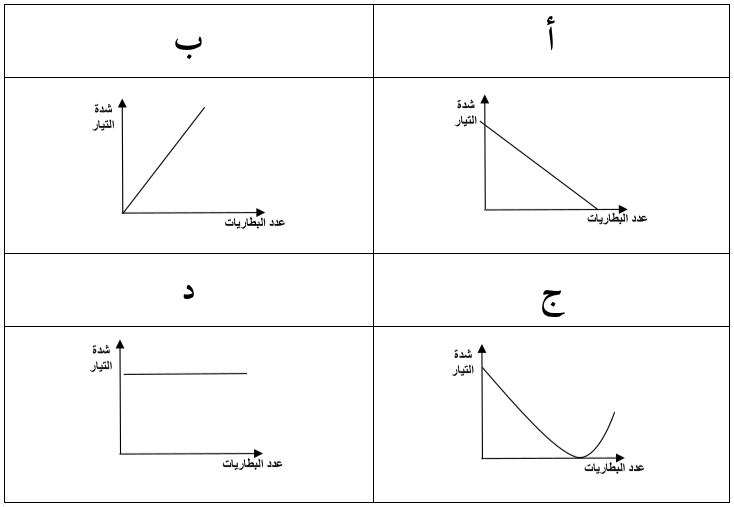 أ
ب
شدة
التيار
عدد البطاريات
شدة
التيار
عدد البطاريات
ج
د
شدة
التيار
عدد البطاريات
شدة
التيار
عدد البطاريات